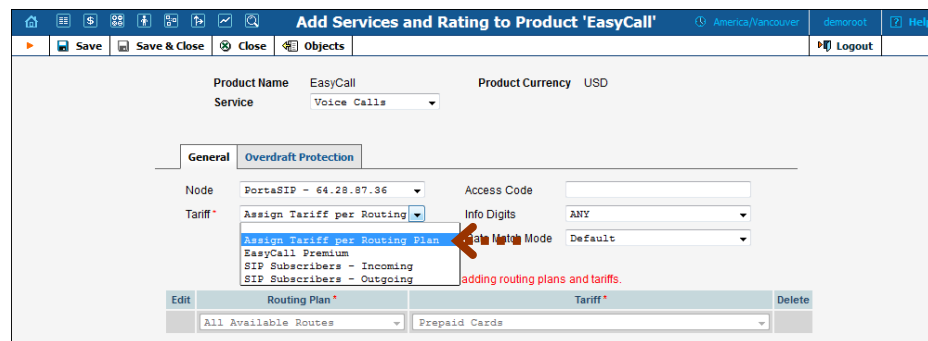 Add Services and Rating to Product 'EasyCall'
America/Vancouver
demoroot
? Help
Save
Save & Close
Close
Objects
Logout
Product Name EasyCall Product Currency USD
Service Voice Calls
General Overdraft Protection
Node PortaSIP - 64.28.87.36 Access Code
Tariff* Assign Tariff per Routing Info Digits ANY
Assign Tariff per Routing Plan Match Mode Default
EasyCall Premium
SIP Subscribers - Incoming
SIP Subscribers - Outgoing adding routing plans and tariffs.
Edit Routing Plan* Tariff* Delete
All Available Routes Prepaid Cards